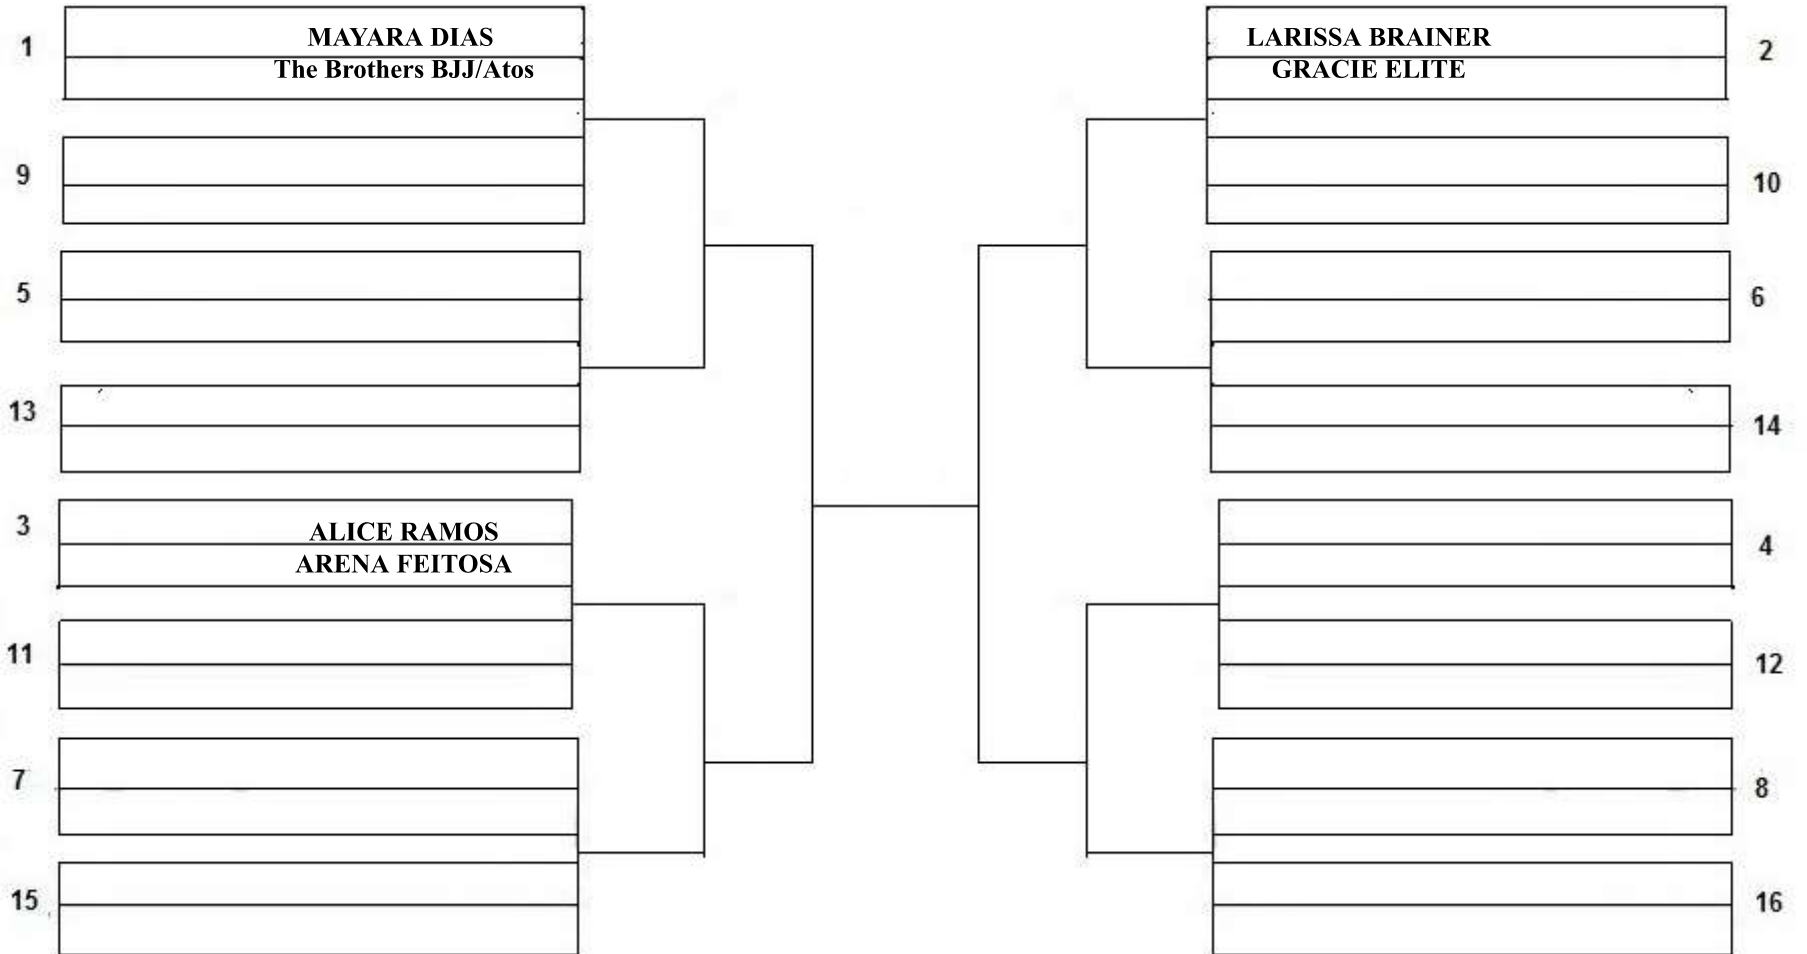 1
MAYARA DIAS
The Brothers BJJ/Atos
9
5
13
3
ALICE RAMOS
ARENA FEITOSA
11
7
15
LARISSA BRAINER
GRACIE ELITE
2
10
6
14
4
12
8
16